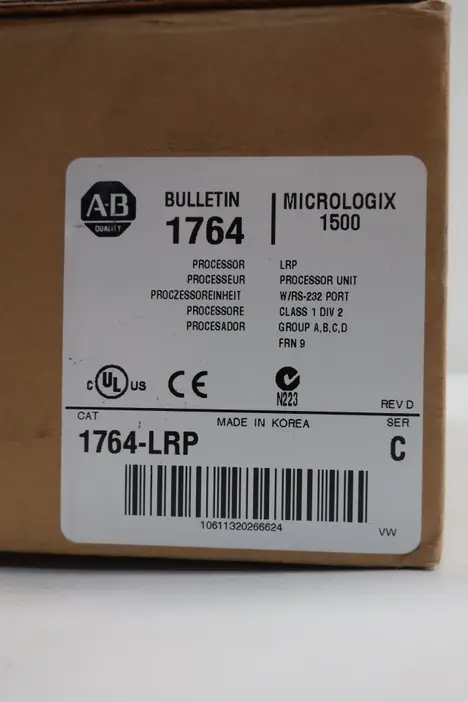 A-B
QUALITY
BULLETIN
1764
MICROLOGIX
1500
PROCESSOR
PROCESSEUR
PROCZESSOREINHEIT
PROCESSORE
PROCESADOR
LRP
PROCESSOR UNIT
W/RS-232 PORT
CLASS 1 DIV 2
GROUP A,B,C,D
FRN 9
C UL US
CE
N223
REV D
CAT
MADE IN KOREA
SER
1764-LRP
C
10611320266624
VW